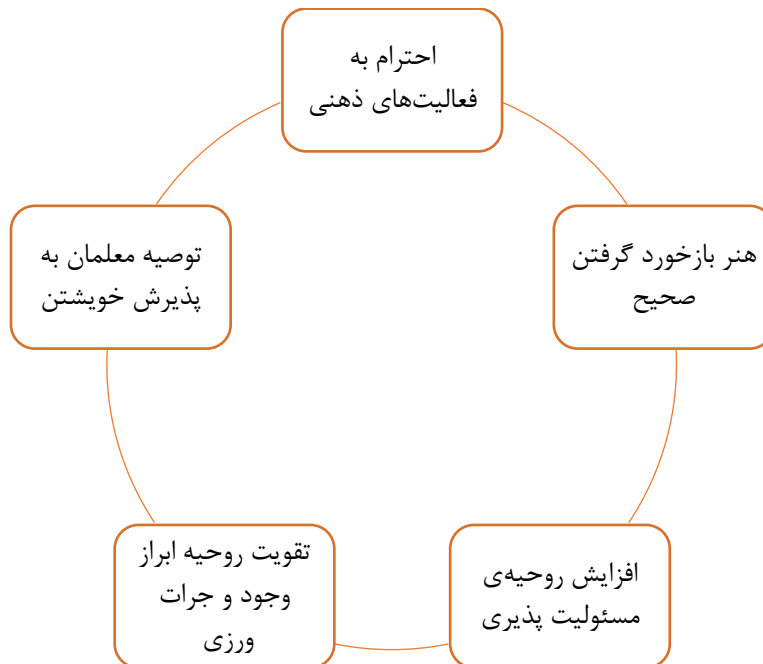 احترام به
فعالیت‌های ذهنی
هنر بازخورد گرفتن
صحیح
افزایش روحیه‌ی
مسئولیت پذیری
تقویت روحیه ابراز
وجود و جرات
ورزی
توصیه معلمان به
پذیرش خویشتن